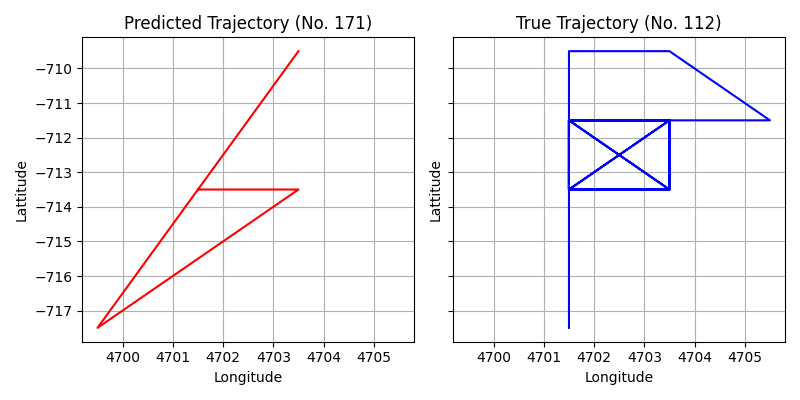 Predicted Trajectory (No. 171)
−710
−711
−712
−713
−714
−715
−716
−717
Lattitude
4700 4701 4702 4703 4704 4705
Longitude
True Trajectory (No. 112)
Lattitude
4700 4701 4702 4703 4704 4705
Longitude